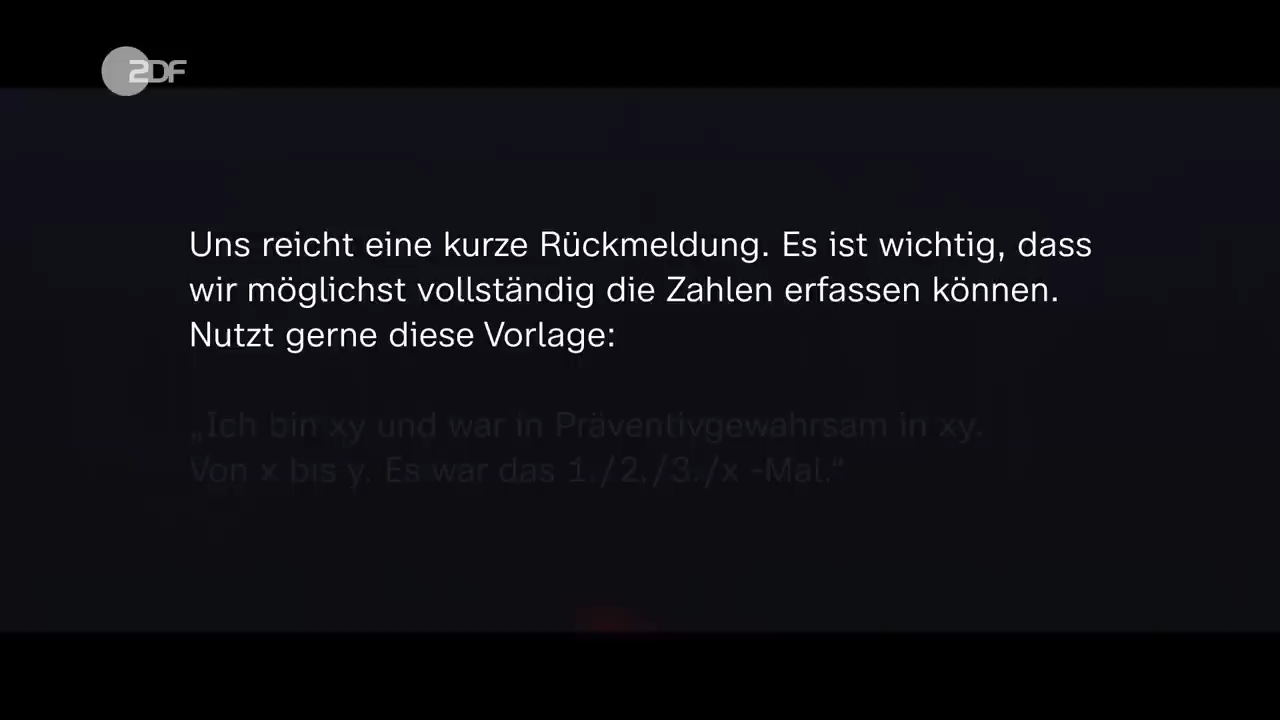 ZDF
Uns reicht eine kurze Rückmeldung. Es ist wichtig, dass
wir möglichst vollständig die Zahlen erfassen können.
Nutzt gerne diese Vorlage:
„Ich bin xy und war in Präventivgewahrsam in xy.
Von x bis y. Es war das 1./2./3./x -Mal.“